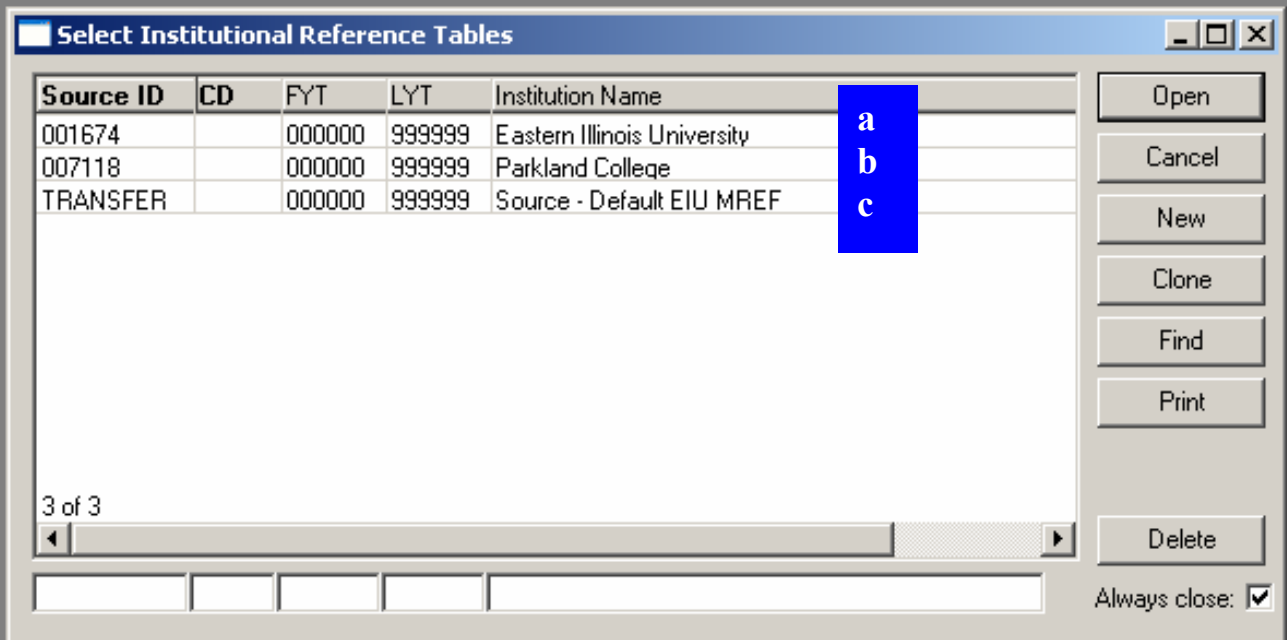 Select Institutional Reference Tables
Source ID CD FYT LYT Institution Name
001674 000000 999999 Eastern Illinois University a
007118 000000 999999 Parkland College b
TRANSFER 000000 999999 Source - Default EIU MREF c
3 of 3
Open
Cancel
New
Clone
Find
Print
Delete
Always close: